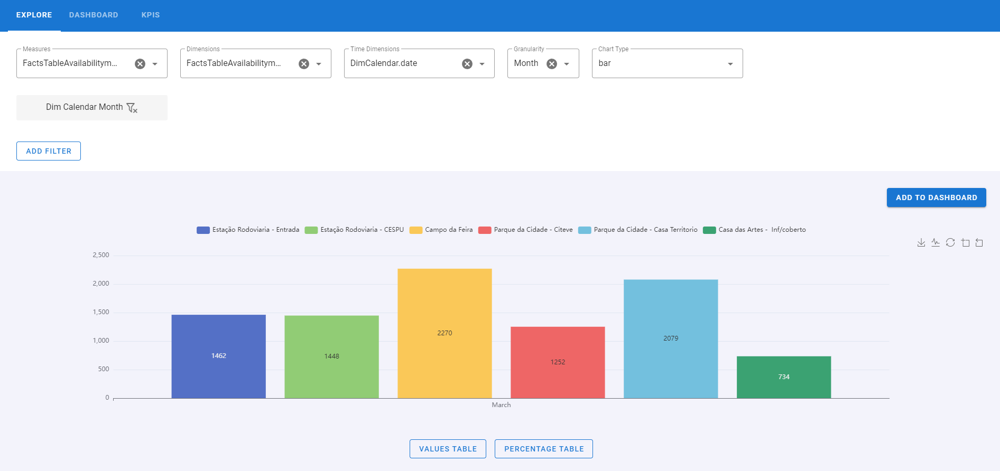 EXPLORE DASHBOARD KPIS
Measures Dimensions Time Dimensions Granularity Chart Type
FactsTableAvailabilitym... FactsTableAvailabilitym... DimCalendar.date Month bar
Dim Calendar Month
ADD FILTER
ADD TO DASHBOARD
Estação Rodoviaria - Entrada Estação Rodoviaria - CESPU Campo da Feira Parque da Cidade - Citeve Parque da Cidade - Casa Territorio Casa das Artes - Inf/coberto
2,500
2,000
1,500
1,000
500
0
1462
1448
2270
1252
2079
734
March
VALUES TABLE PERCENTAGE TABLE